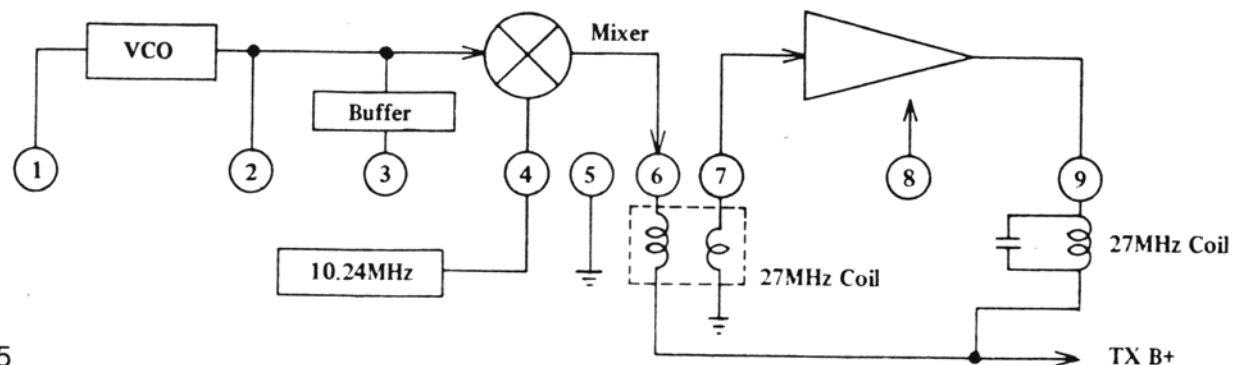 VCO
Mixer
Buffer
1
2
3
4
5
6
7
8
9
10.24MHz
27MHz Coil
27MHz Coil
TX B+
5